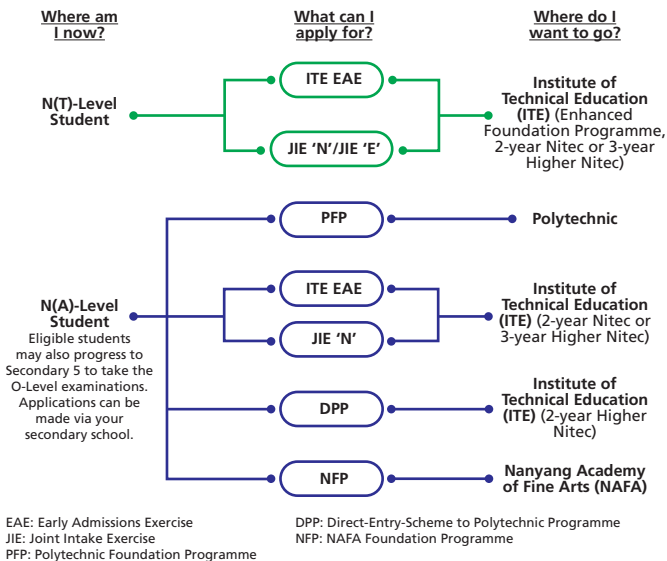 Where am
I now?
What can I
apply for?
Where do I
want to go?
N(T)-Level
Student
ITE EAE
JIE ‘N’/JIE ‘E’
Institute of
Technical Education
(ITE) (Enhanced
Foundation Programme,
2-year Nitec or 3-year
Higher Nitec)
N(A)-Level
Student
Eligible students
may also progress to
Secondary 5 to take the
O-Level examinations.
Applications can be
made via your
secondary school.
PFP
Polytechnic
ITE EAE
JIE ‘N’
Institute of
Technical Education
(ITE) (2-year Nitec or
3-year Higher Nitec)
DPP
Institute of
Technical Education
(ITE) (2-year Higher
Nitec)
NFP
Nanyang Academy
of Fine Arts (NAFA)
EAE: Early Admissions Exercise
JIE: Joint Intake Exercise
PFP: Polytechnic Foundation Programme
DPP: Direct-Entry-Scheme to Polytechnic Programme
NFP: NAFA Foundation Programme